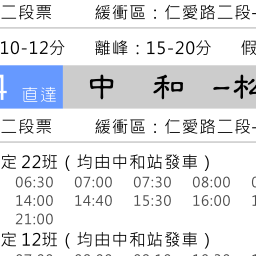 二段票 緩衝區：仁愛路二段-
10-12分 離峰：15-20分 假
4 直達 中 和 –松
二段票 緩衝區：仁愛路二段-
定 22班（均由中和站發車）
06:30 07:00 07:30 08:00
14:00 14:40 15:30 16:00
21:00
定 12班（均由中和站發車）